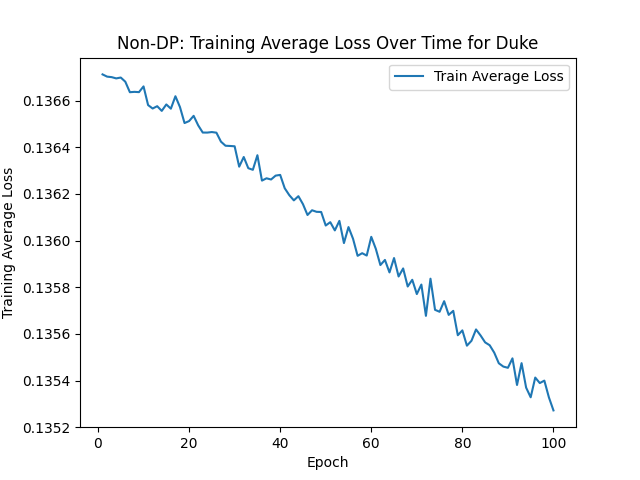 Non-DP: Training Average Loss Over Time for Duke
Train Average Loss
Training Average Loss
0.1366
0.1364
0.1362
0.1360
0.1358
0.1356
0.1354
0.1352
0 20 40 60 80 100
Epoch